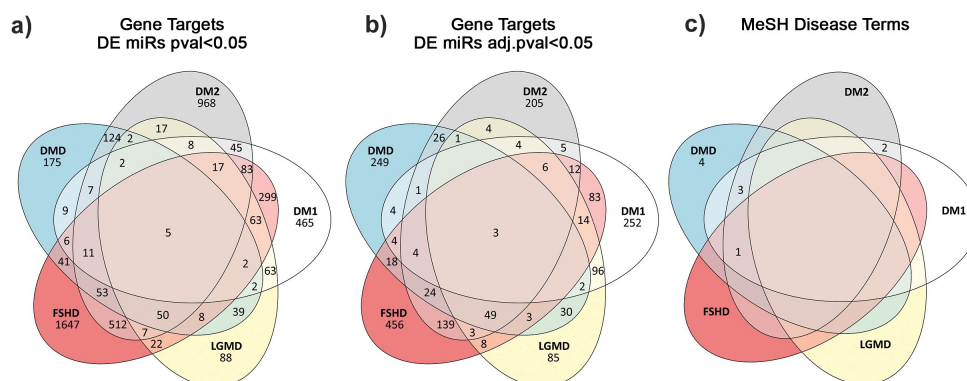 a)
Gene Targets
DE miRs pval<0.05
DM2
968
DMD
175
DM1
465
FSHD
1647
LGMD
88
124
2
17
8
45
2
17
83
299
7
9
63
6
5
11
41
2
63
53
2
50
8
39
512
7
22
b)
Gene Targets
DE miRs adj.pval<0.05
DM2
205
DMD
249
DM1
252
FSHD
456
LGMD
85
26
1
4
4
5
6
12
83
1
4
14
4
3
4
18
96
24
2
49
3
30
139
3
8
c)
MeSH Disease Terms
DM2
DMD
4
2
3
DM1
1
FSHD
LGMD